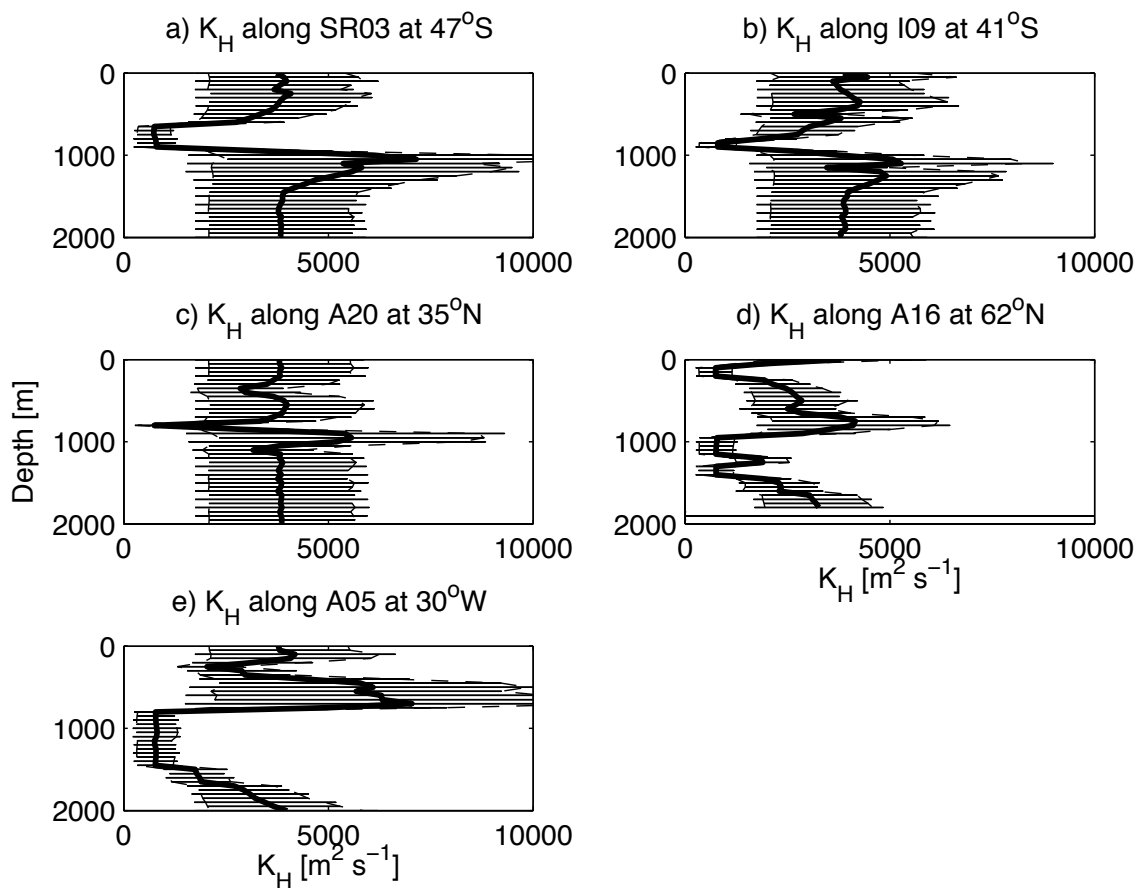 a) K_H along SR03 at 47°S
b) K_H along I09 at 41°S
0
1000
2000
0 5000 10000
0
1000
2000
0 5000 10000
c) K_H along A20 at 35°N
d) K_H along A16 at 62°N
Depth [m]
0
1000
2000
0 5000 10000
0
1000
2000
0 5000 10000
K_H [m² s⁻¹]
e) K_H along A05 at 30°W
0
1000
2000
0 5000 10000
K_H [m² s⁻¹]